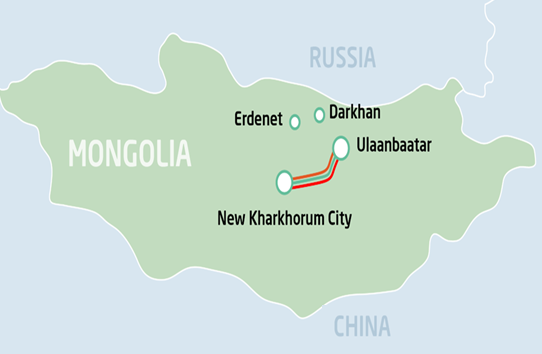 RUSSIA
Darkhan
Erdenet
Ulaanbaatar
MONGOLIA
New Kharkhorum City
CHINA